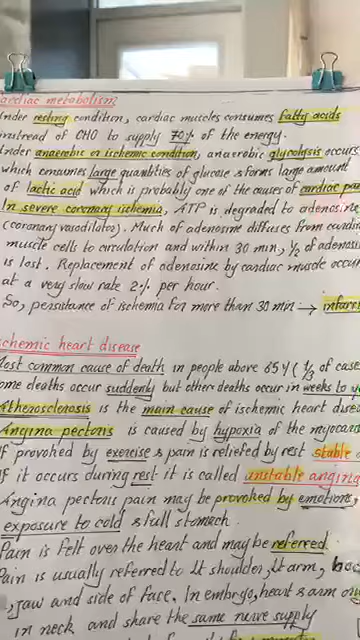 Cardiac metabolism
Under resting condition, cardiac muscles consumes fatty acids
instread of CHO to supply 70% of the energy.
Under anaerobic or ischemic condition, anaerobic glycolysis occurs
which consumes large quantities of glucose & forms large amount
of lactic acid which is probably one of the causes of cardiac pa
In severe coronary ischemia, ATP is degraded to adenosine
(coronary vasodilator). Much of adenosine diffuses from cardi
muscle cells to circulation and within 30 min, 1/2 of adenosi
is lost. Replacement of adenosine by cardiac muscle occur
at a very slow rate 2% per hour.
So, persistance of ischemia for more than 30 min → infar
schemic heart disease
Most common cause of death in people above 65 Y ( 1/3 of case
ome deaths occur suddenly but others deaths occur in weeks to
Atherosclerosis is the main cause of ischemic heart disea
Angina pectoris is caused by hypoxia of the myocar
If provohed by exercise & pain is reliefed by rest stable
If it occurs during rest it is called unstable angina
Angina pectoris pain may be provohed by emotions,
exposure to cold & full stomach.
Pain is felt over the heart and may be referred.
Pain is usually referred to Lt shoulder, Lt arm,
, jaw and side of face. In embryo, heart & arm
in neck and share the same nerve supply